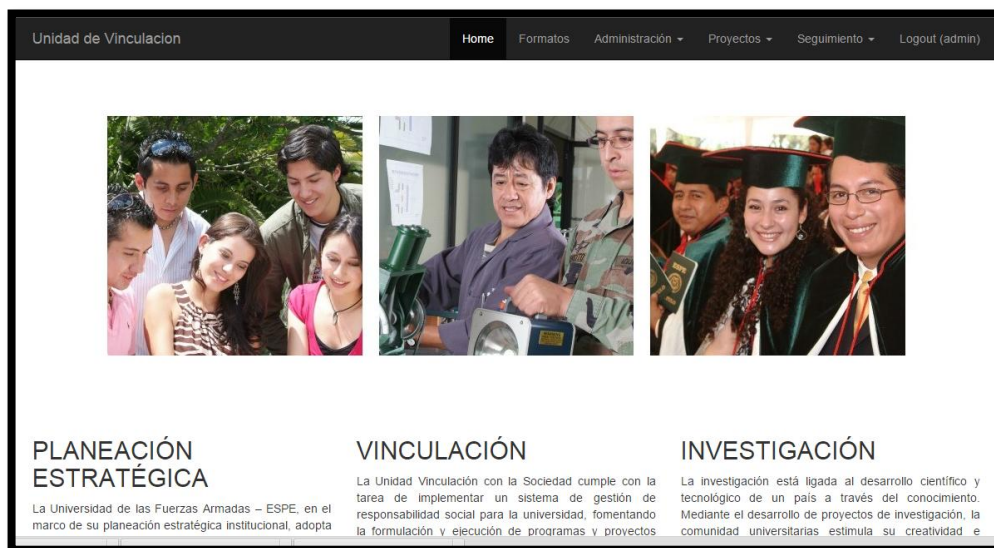 Unidad de Vinculacion
Home Formatos Administración Proyectos Seguimiento Logout (admin)
ESPE
PLANEACIÓN
ESTRATÉGICA
La Universidad de las Fuerzas Armadas – ESPE, en el
marco de su planeación estratégica institucional, adopta
VINCULACIÓN
La Unidad Vinculación con la Sociedad cumple con la
tarea de implementar un sistema de gestión de
responsabilidad social para la universidad, fomentando
la formulación y ejecución de programas y proyectos
INVESTIGACIÓN
La investigación está ligada al desarrollo científico y
tecnológico de un país a través del conocimiento.
Mediante el desarrollo de proyectos de investigación, la
comunidad universitarias estimula su creatividad e